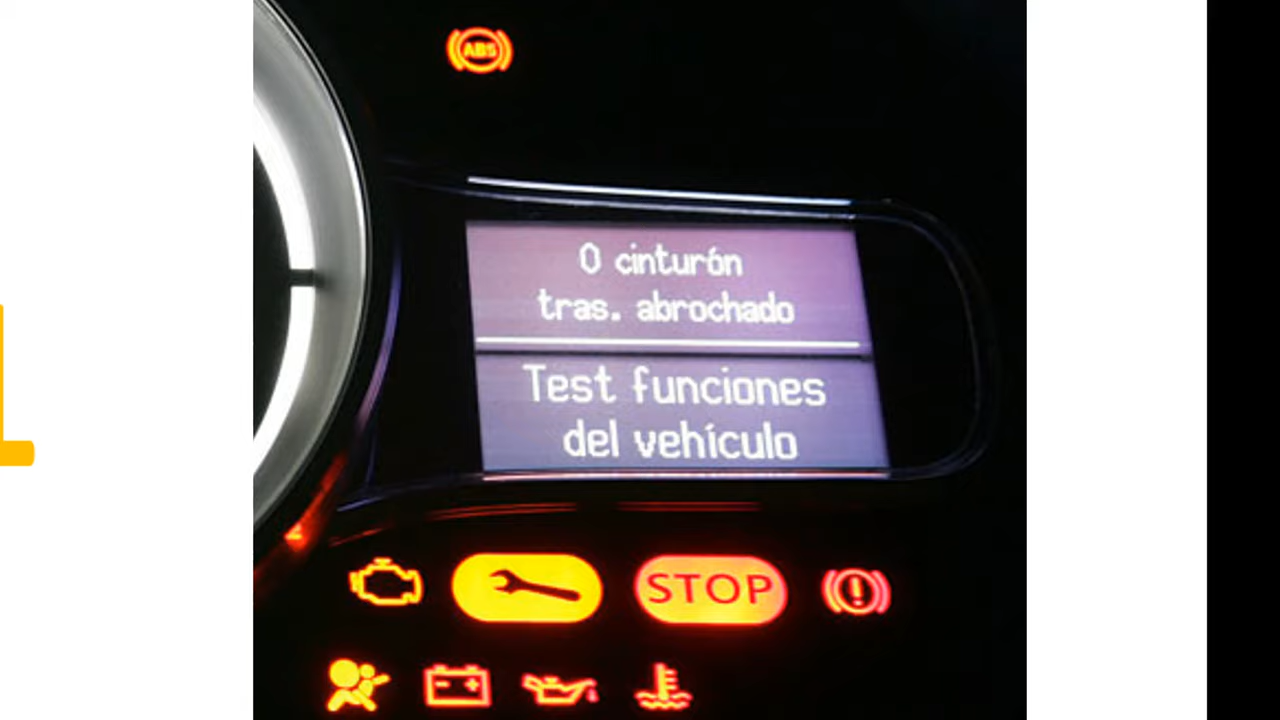 ABS
0 cinturón
tras. abrochado
Test funciones
del vehículo
STOP